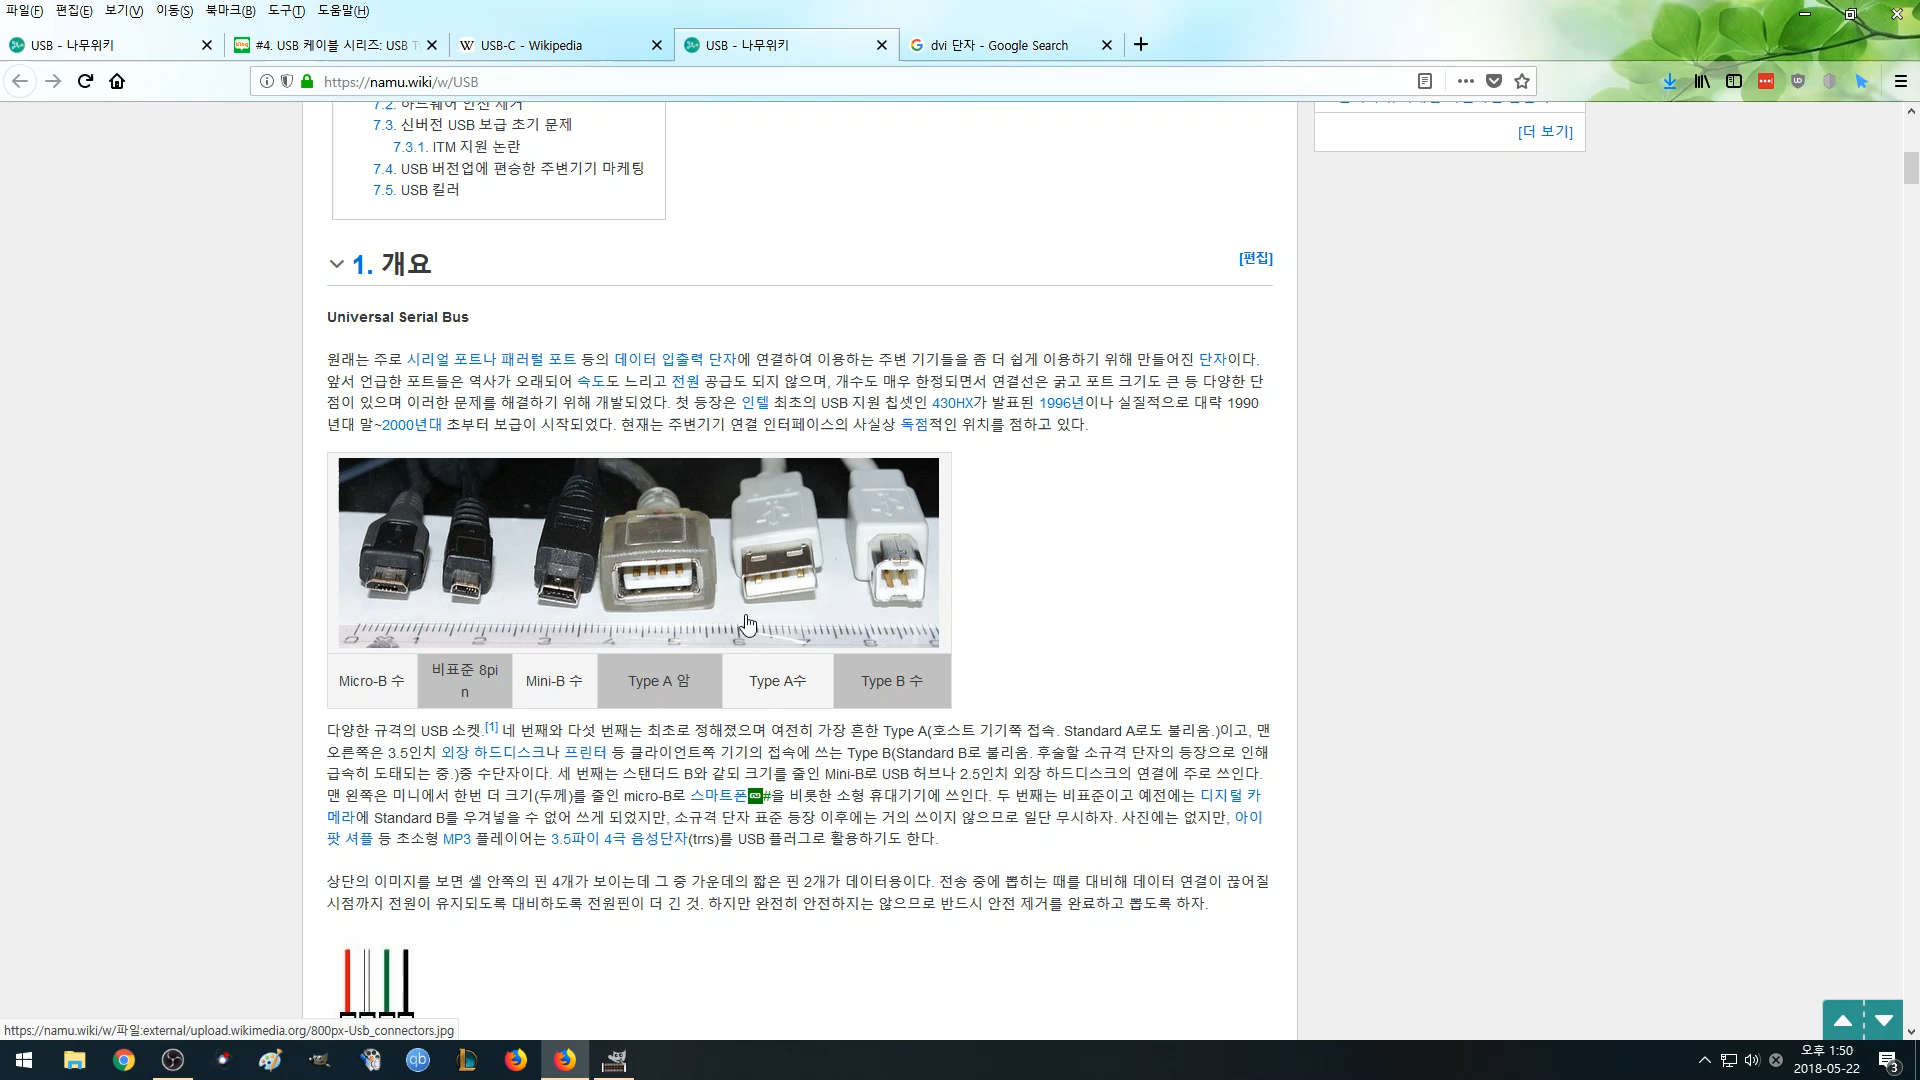 파일(F) 편집(E) 보기(V) 이동(S) 북마크(B) 도구(T) 도움말(H)
USB - 나무위키
#4. USB 케이블 시리즈: USB T
USB-C - Wikipedia
USB - 나무위키
dvi 단자 - Google Search
https://namu.wiki/w/USB
7.2. 하드웨어 안전 제거
7.3. 신버전 USB 보급 초기 문제
7.3.1. ITM 지원 논란
7.4. USB 버전업에 편승한 주변기기 마케팅
7.5. USB 킬러
[더 보기]
1. 개요
[편집]
Universal Serial Bus
원래는 주로 시리얼 포트나 패러럴 포트 등의 데이터 입출력 단자에 연결하여 이용하는 주변 기기들을 좀 더 쉽게 이용하기 위해 만들어진 단자이다.
앞서 언급한 포트들은 역사가 오래되어 속도도 느리고 전원 공급도 되지 않으며, 개수도 매우 한정되면서 연결선은 굵고 포트 크기도 큰 등 다양한 단
점이 있으며 이러한 문제를 해결하기 위해 개발되었다. 첫 등장은 인텔 최초의 USB 지원 칩셋인 430HX가 발표된 1996년이나 실질적으로 대략 1990
년대 말~2000년대 초부터 보급이 시작되었다. 현재는 주변기기 연결 인터페이스의 사실상 독점적인 위치를 점하고 있다.
0 1 2 3 4 5 6 7 8
Micro-B 수
비표준 8pi
n
Mini-B 수
Type A 암
Type A수
Type B 수
다양한 규격의 USB 소켓.[1] 네 번째와 다섯 번째는 최초로 정해졌으며 여전히 가장 흔한 Type A(호스트 기기쪽 접속. Standard A로도 불리움.)이고, 맨
오른쪽은 3.5인치 외장 하드디스크나 프린터 등 클라이언트쪽 기기의 접속에 쓰는 Type B(Standard B로 불리움. 후술할 소규격 단자의 등장으로 인해
급속히 도태되는 중.)중 수단자이다. 세 번째는 스탠더드 B와 같되 크기를 줄인 Mini-B로 USB 허브나 2.5인치 외장 하드디스크의 연결에 주로 쓰인다.
맨 왼쪽은 미니에서 한번 더 크기(두께)를 줄인 micro-B로 스마트폰#을 비롯한 소형 휴대기기에 쓰인다. 두 번째는 비표준이고 예전에는 디지털 카
메라에 Standard B를 우겨넣을 수 없어 쓰게 되었지만, 소규격 단자 표준 등장 이후에는 거의 쓰이지 않으므로 일단 무시하자. 사진에는 없지만, 아이
팟 셔플 등 초소형 MP3 플레이어는 3.5파이 4극 음성단자(trrs)를 USB 플러그로 활용하기도 한다.
상단의 이미지를 보면 셸 안쪽의 핀 4개가 보이는데 그 중 가운데의 짧은 핀 2개가 데이터용이다. 전송 중에 뽑히는 때를 대비해 데이터 연결이 끊어질
시점까지 전원이 유지되도록 대비하도록 전원핀이 더 긴 것. 하지만 완전히 안전하지는 않으므로 반드시 안전 제거를 완료하고 뽑도록 하자.
https://namu.wiki/w/파일:external/upload.wikimedia.org/800px-Usb_connectors.jpg
오후 1:50
2018-05-22
3